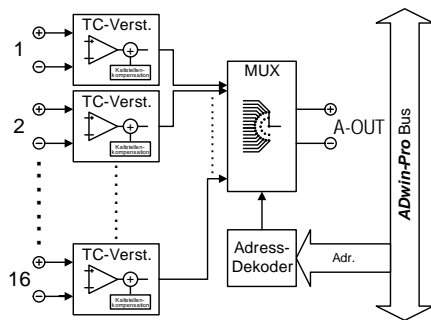 TC-Verst.
1
Kaltstellen-
kompensation
MUX
TC-Verst.
2
Kaltstellen-
kompensation
A-OUT
ADwin-Pro Bus
TC-Verst.
16
Kaltstellen-
kompensation
Adress-
Dekoder
Adr.